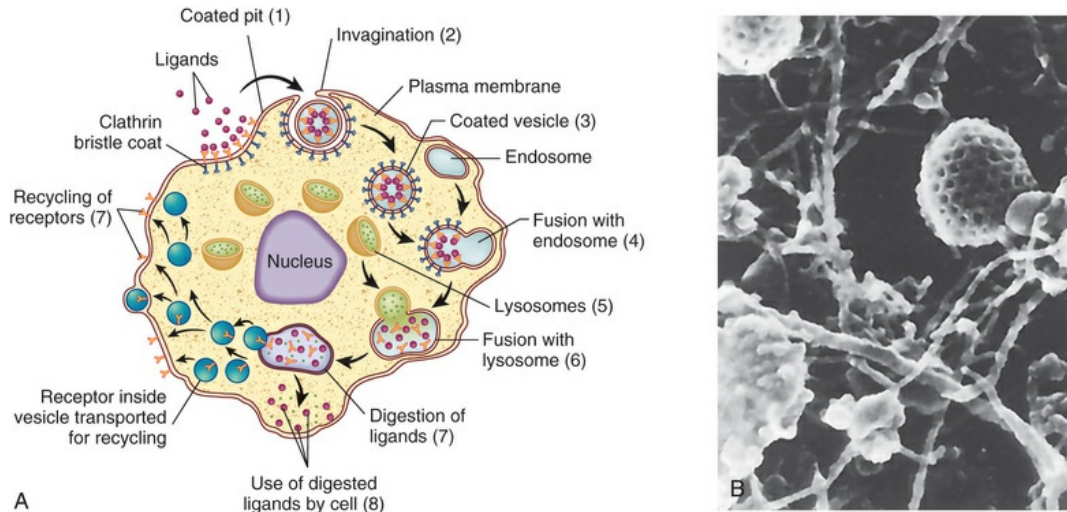 Coated pit (1)
Invagination (2)
Ligands
Plasma membrane
Clathrin
bristle coat
Coated vesicle (3)
Endosome
Recycling of
receptors (7)
Fusion with
endosome (4)
Nucleus
Lysosomes (5)
Fusion with
lysosome (6)
Receptor inside
vesicle transported
for recycling
Digestion of
ligands (7)
Use of digested
ligands by cell (8)
A
B